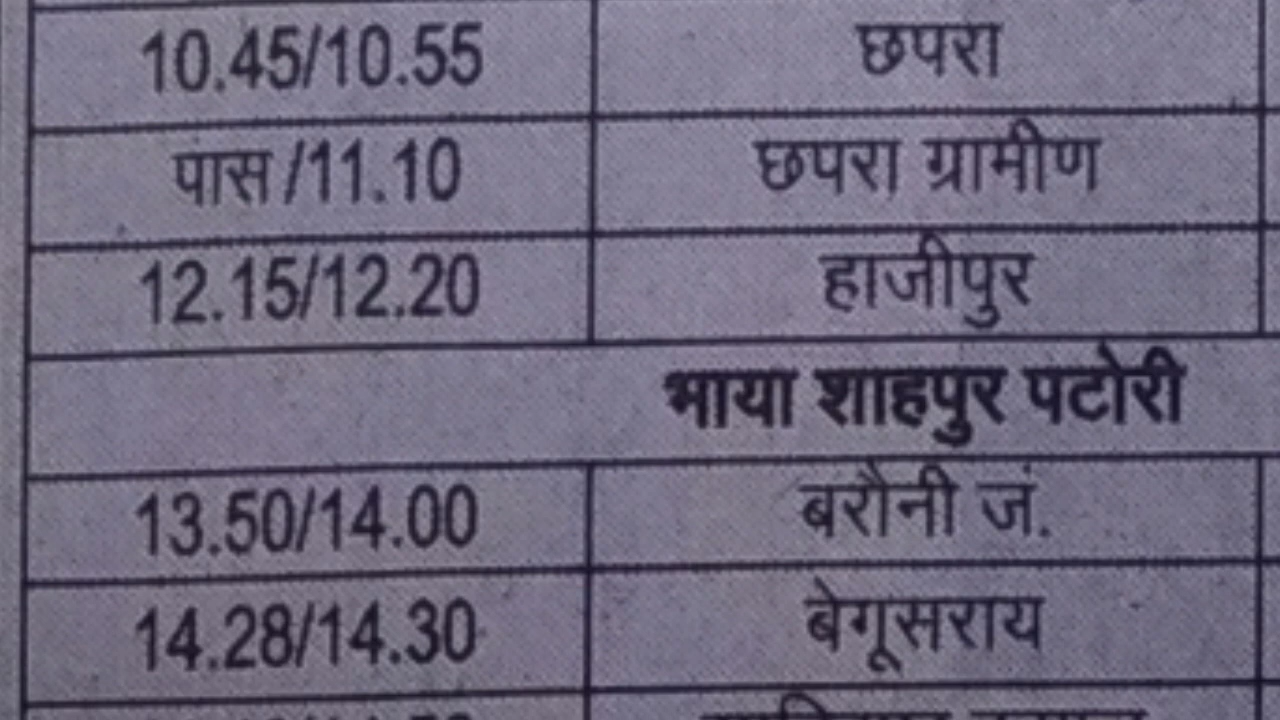 10.45/10.55 छपरा
पास/11.10 छपरा ग्रामीण
12.15/12.20 हाजीपुर
भाया शाहपुर पटोरी
13.50/14.00 बरौनी जं.
14.28/14.30 बेगूसराय